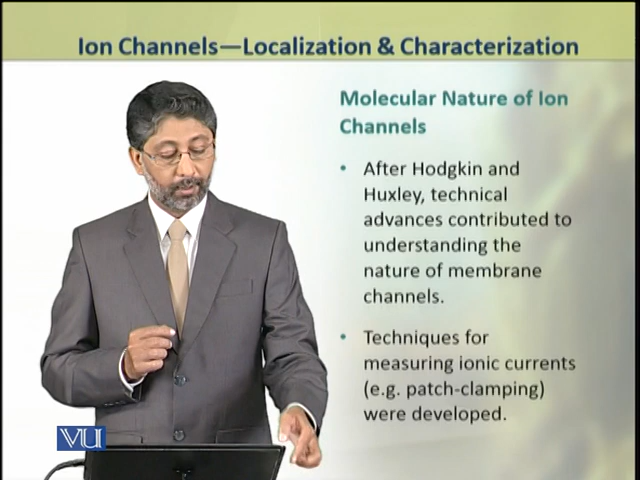 Ion Channels—Localization & Characterization
Molecular Nature of Ion
Channels
• After Hodgkin and
Huxley, technical
advances contributed to
understanding the
nature of membrane
channels.
• Techniques for
measuring ionic currents
(e.g. patch-clamping)
were developed.
VU